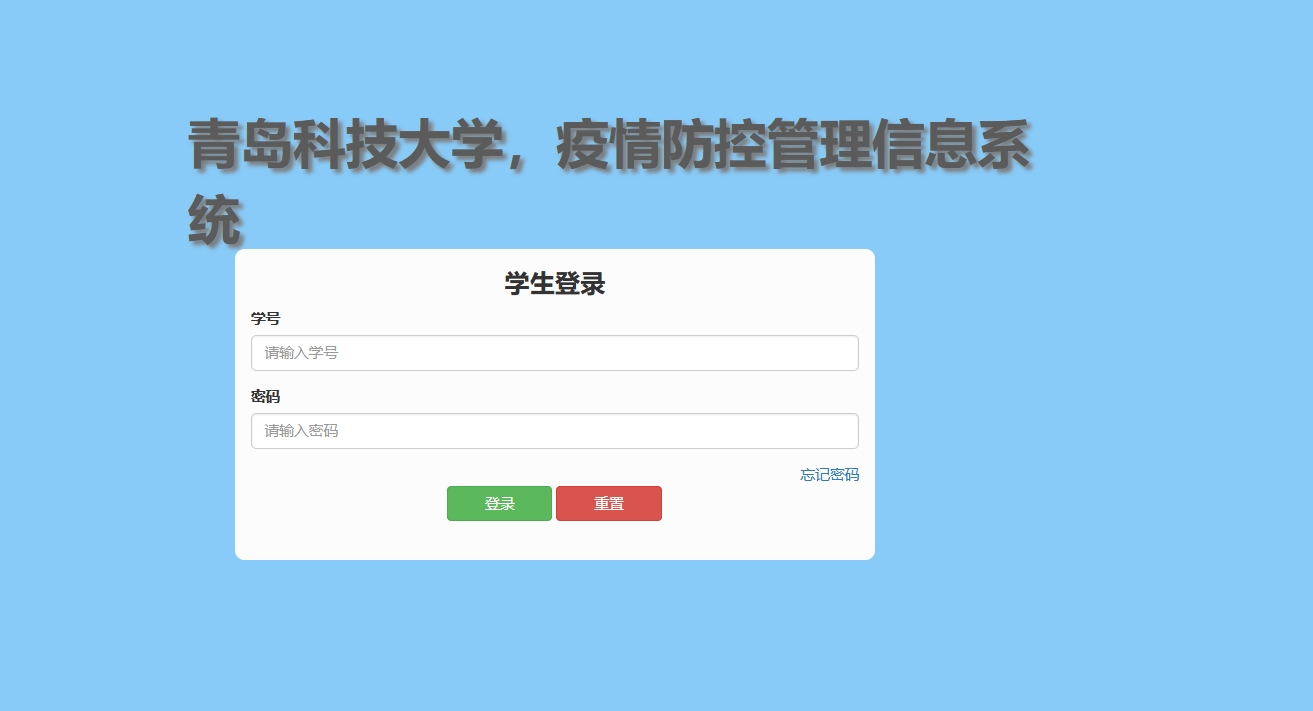 青岛科技大学，疫情防控管理信息系
统
学生登录
学号
请输入学号
密码
请输入密码
忘记密码
登录 重置